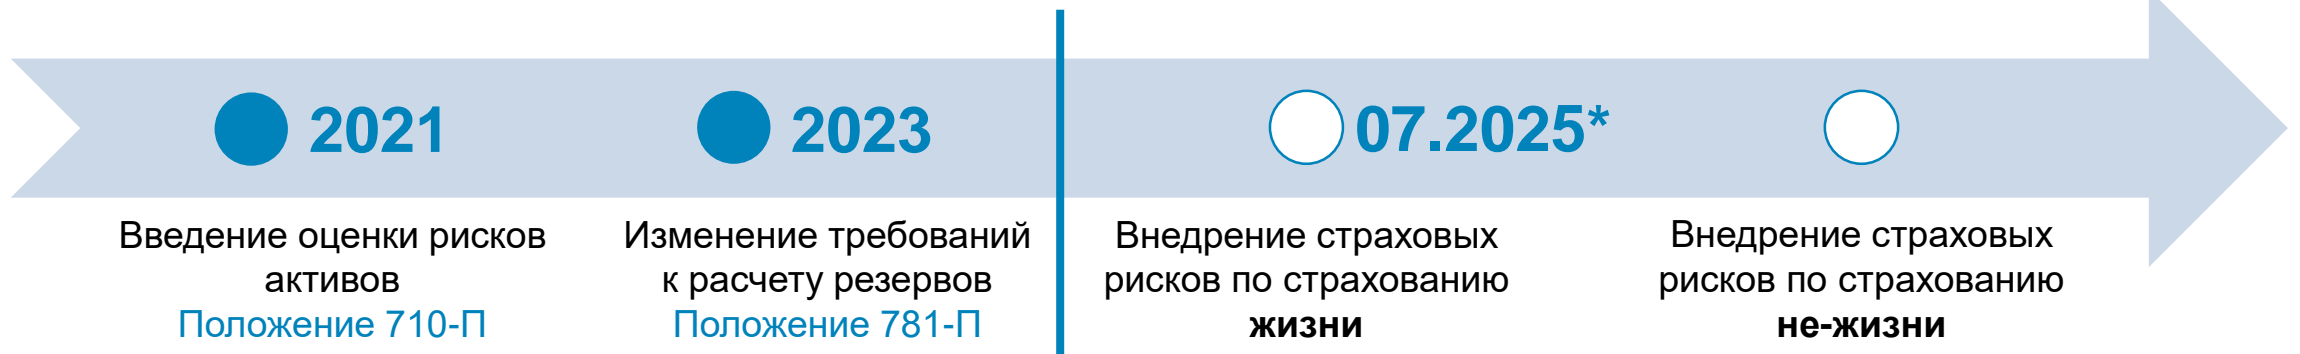 2021
2023
07.2025*
Введение оценки рисков
активов
Положение 710-П
Изменение требований
к расчету резервов
Положение 781-П
Внедрение страховых
рисков по страхованию
жизни
Внедрение страховых
рисков по страхованию
не-жизни